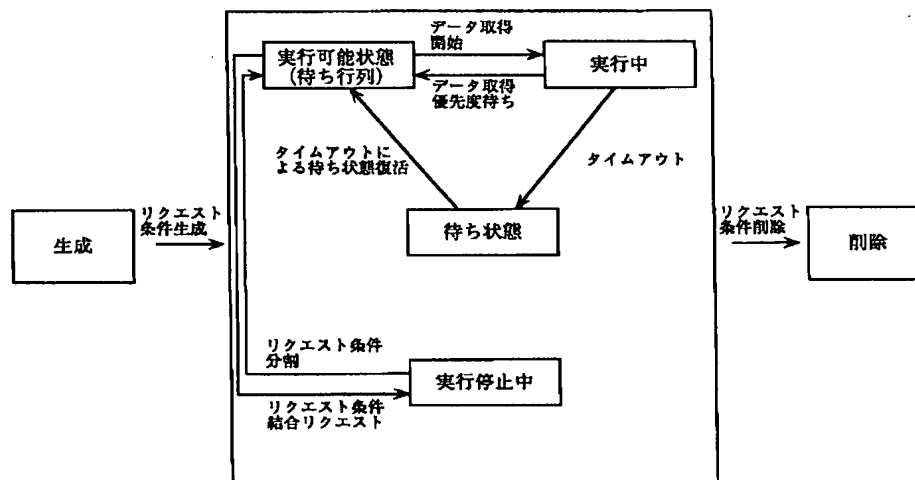 データ取得
開始
実行可能状態
(待ち行列)
実行中
データ取得
優先度待ち
タイムアウトに
よる待ち状態復活
タイムアウト
リクエスト
条件生成
生成
待ち状態
リクエスト
条件削除
削除
リクエスト条件
分割
実行停止中
リクエスト条件
結合リクエスト